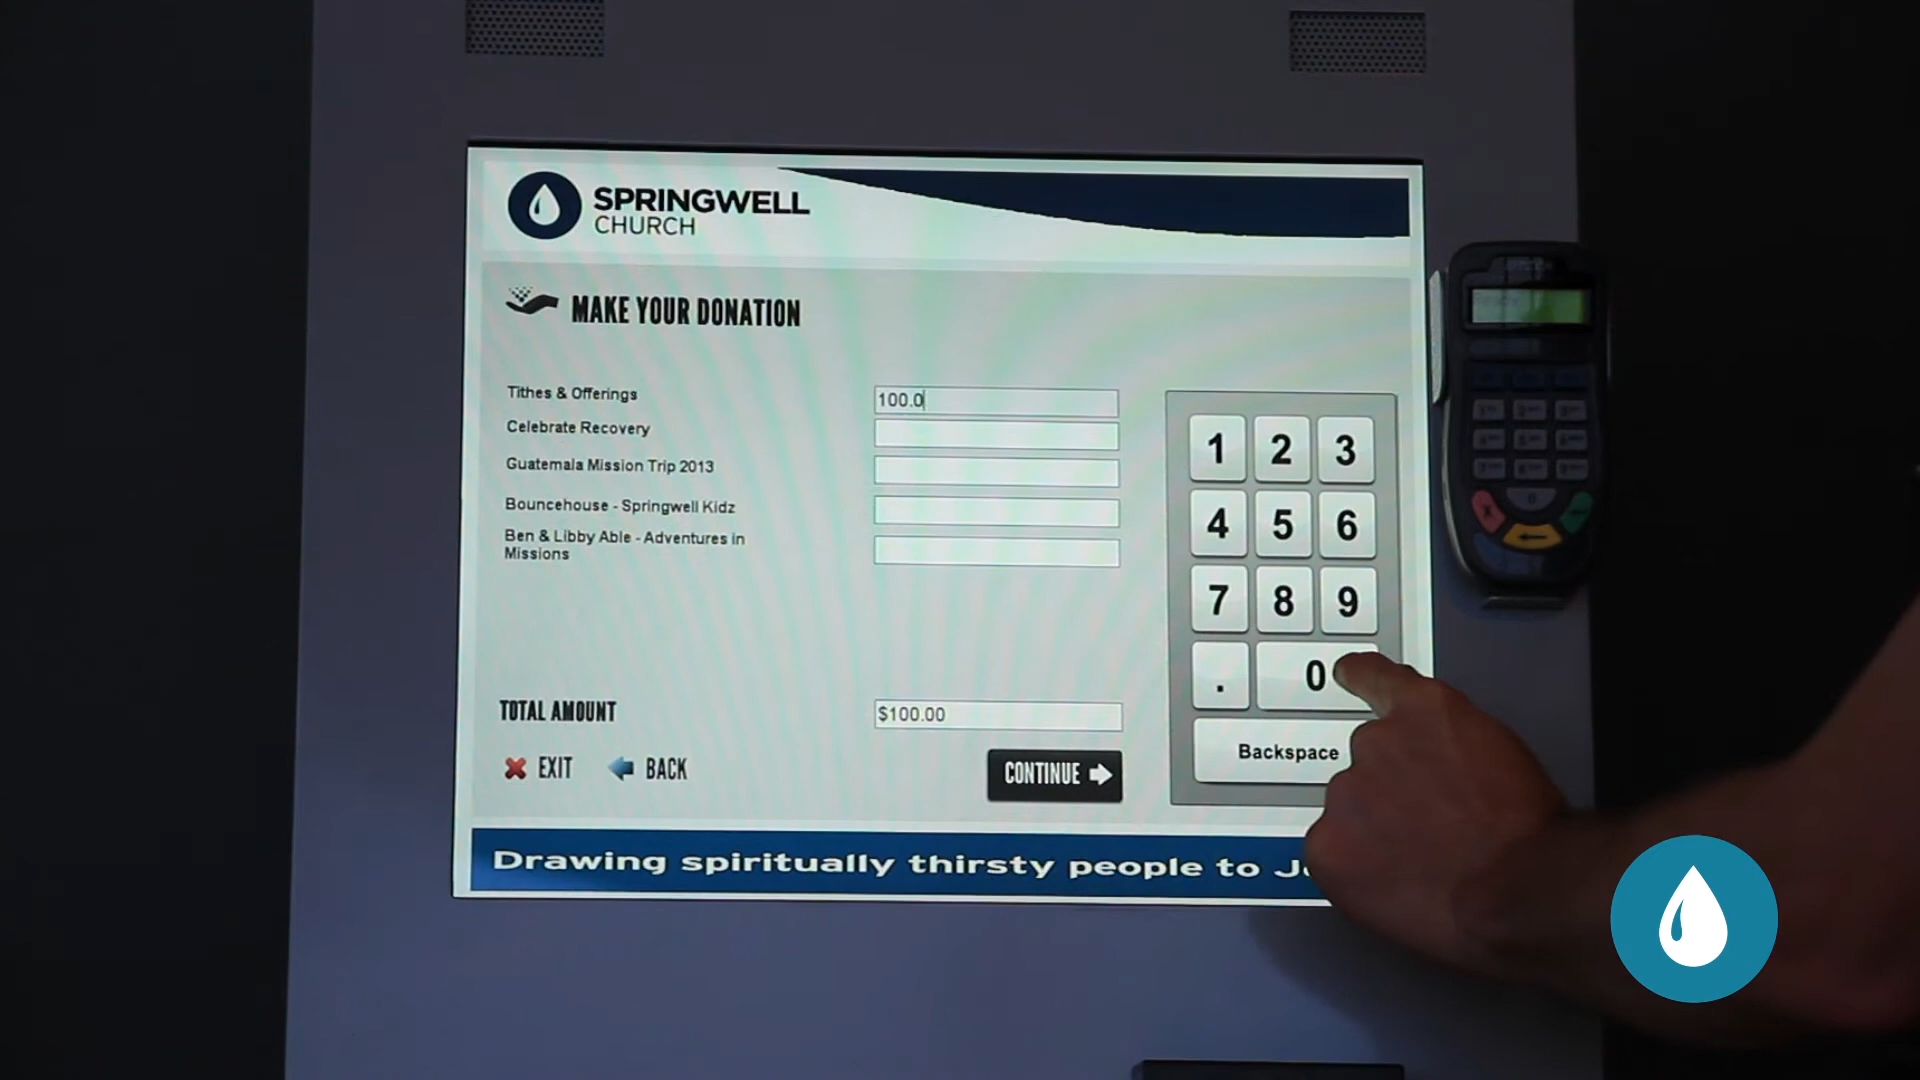 SPRINGWELL
CHURCH
MAKE YOUR DONATION
Tithes & Offerings
100.0
Celebrate Recovery
Guatemala Mission Trip 2013
Bouncehouse - Springwell Kidz
Ben & Libby Able - Adventures in
Missions
1 2 3
4 5 6
7 8 9
. 0
Backspace
TOTAL AMOUNT
$100.00
EXIT
BACK
CONTINUE
Drawing spiritually thirsty people to